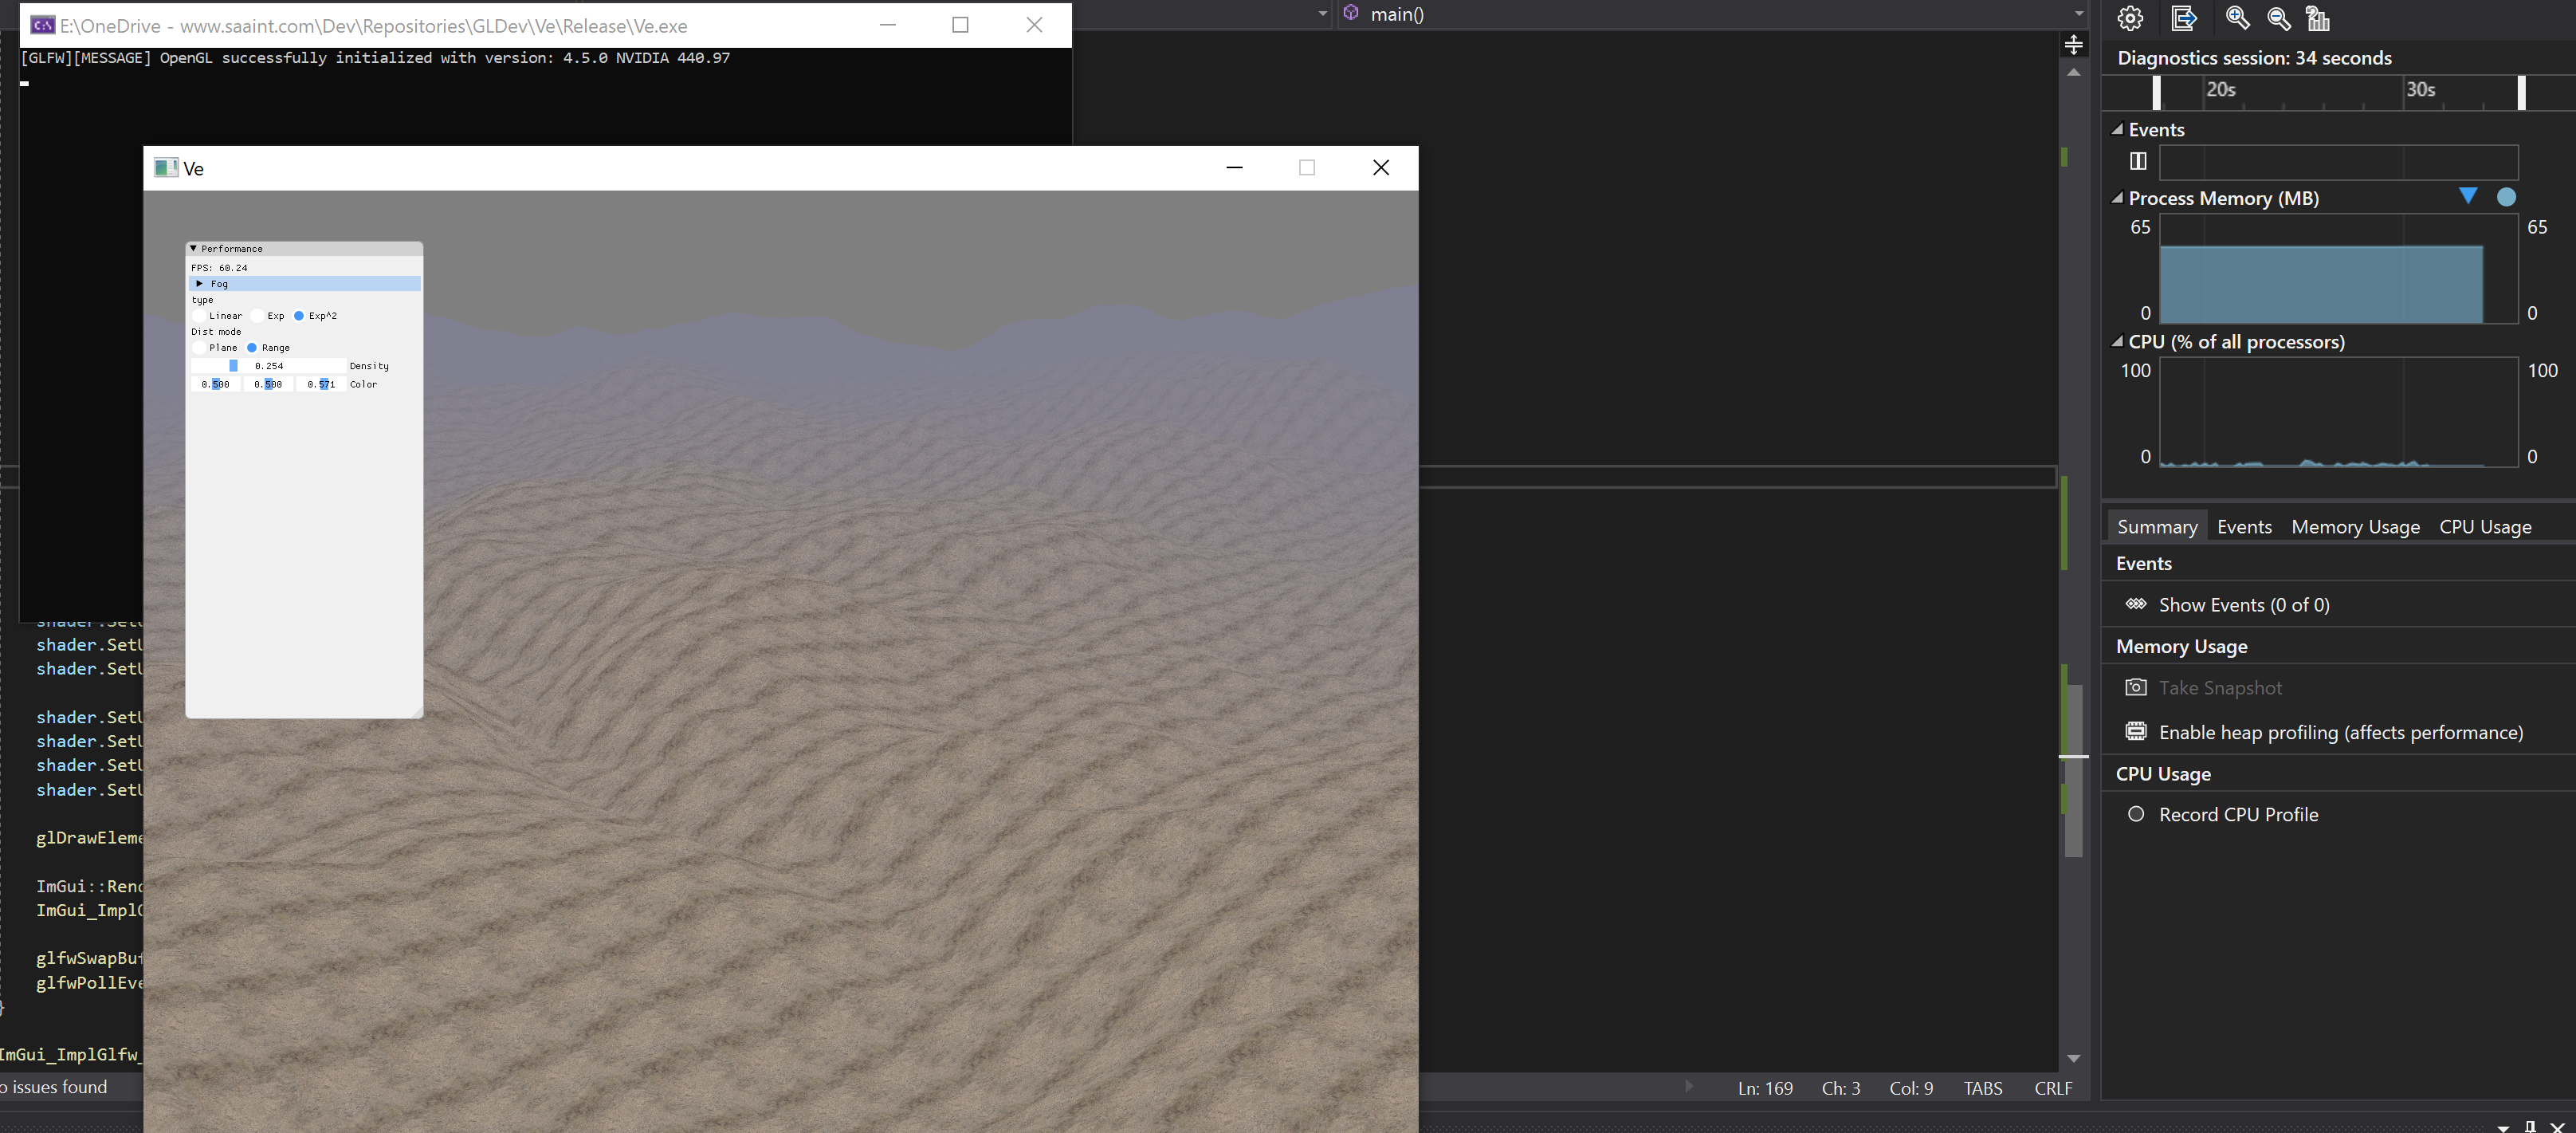 E:\OneDrive - www.saaint.com\Dev\Repositories\GLDev\Ve\Release\Ve.exe
[GLFW][MESSAGE] OpenGL successfully initialized with version: 4.5.0 NVIDIA 440.97
main()
Ve
Performance
FPS: 60.24
Fog
type
Linear Exp Exp^2
Dist mode
Plane Range
0.254 Density
0.500 0.500 0.571 Color
shader.SetU
shader.SetU
shader.SetU
shader.SetU
shader.SetU
shader.SetU
shader.SetU
glDrawEleme
ImGui::Rend
ImGui_ImplO
glfwSwapBuf
glfwPollEve
}
ImGui_ImplGlfw_
o issues found
Ln: 169 Ch: 3 Col: 9 TABS CRLF
Diagnostics session: 34 seconds
20s 30s
Events
Process Memory (MB)
65 65
0 0
CPU (% of all processors)
100 100
0 0
Summary Events Memory Usage CPU Usage
Events
Show Events (0 of 0)
Memory Usage
Take Snapshot
Enable heap profiling (affects performance)
CPU Usage
Record CPU Profile